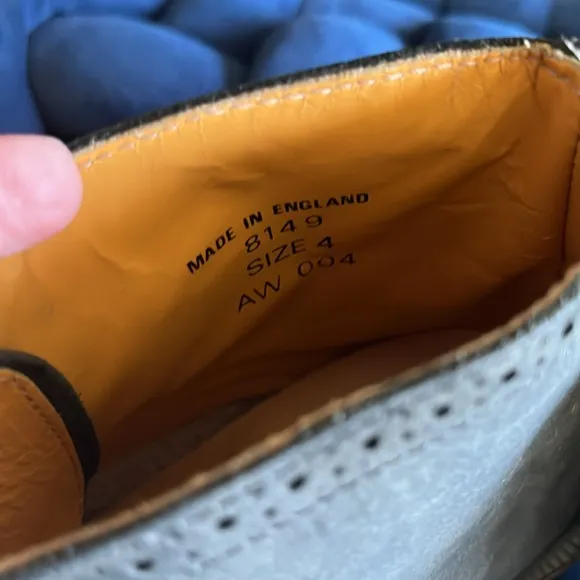 MADE IN ENGLAND
8149
SIZE 4
AW 004